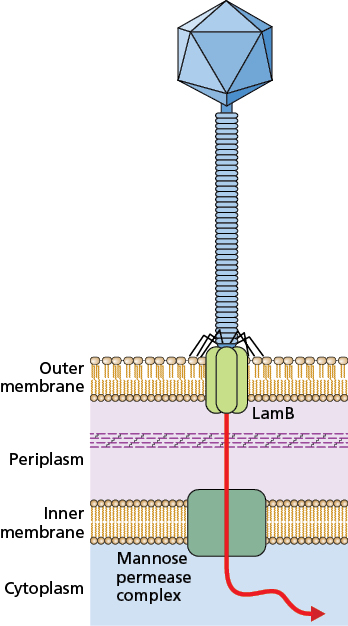 Outer
membrane
LamB
Periplasm
Inner
membrane
Mannose
permease
complex
Cytoplasm